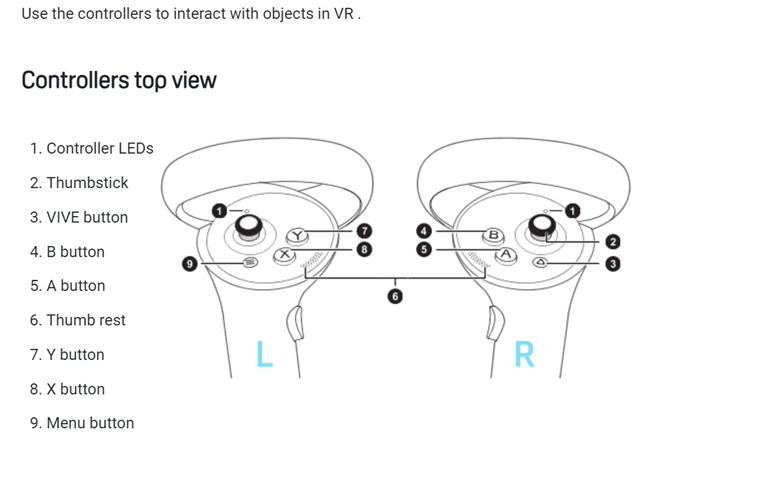 Use the controllers to interact with objects in VR .
Controllers top view
1. Controller LEDs
2. Thumbstick
3. VIVE button
4. B button
5. A button
6. Thumb rest
7. Y button
8. X button
9. Menu button
1 1
Y 7 4 B 2
X 8 5 A
9 3
6
L R